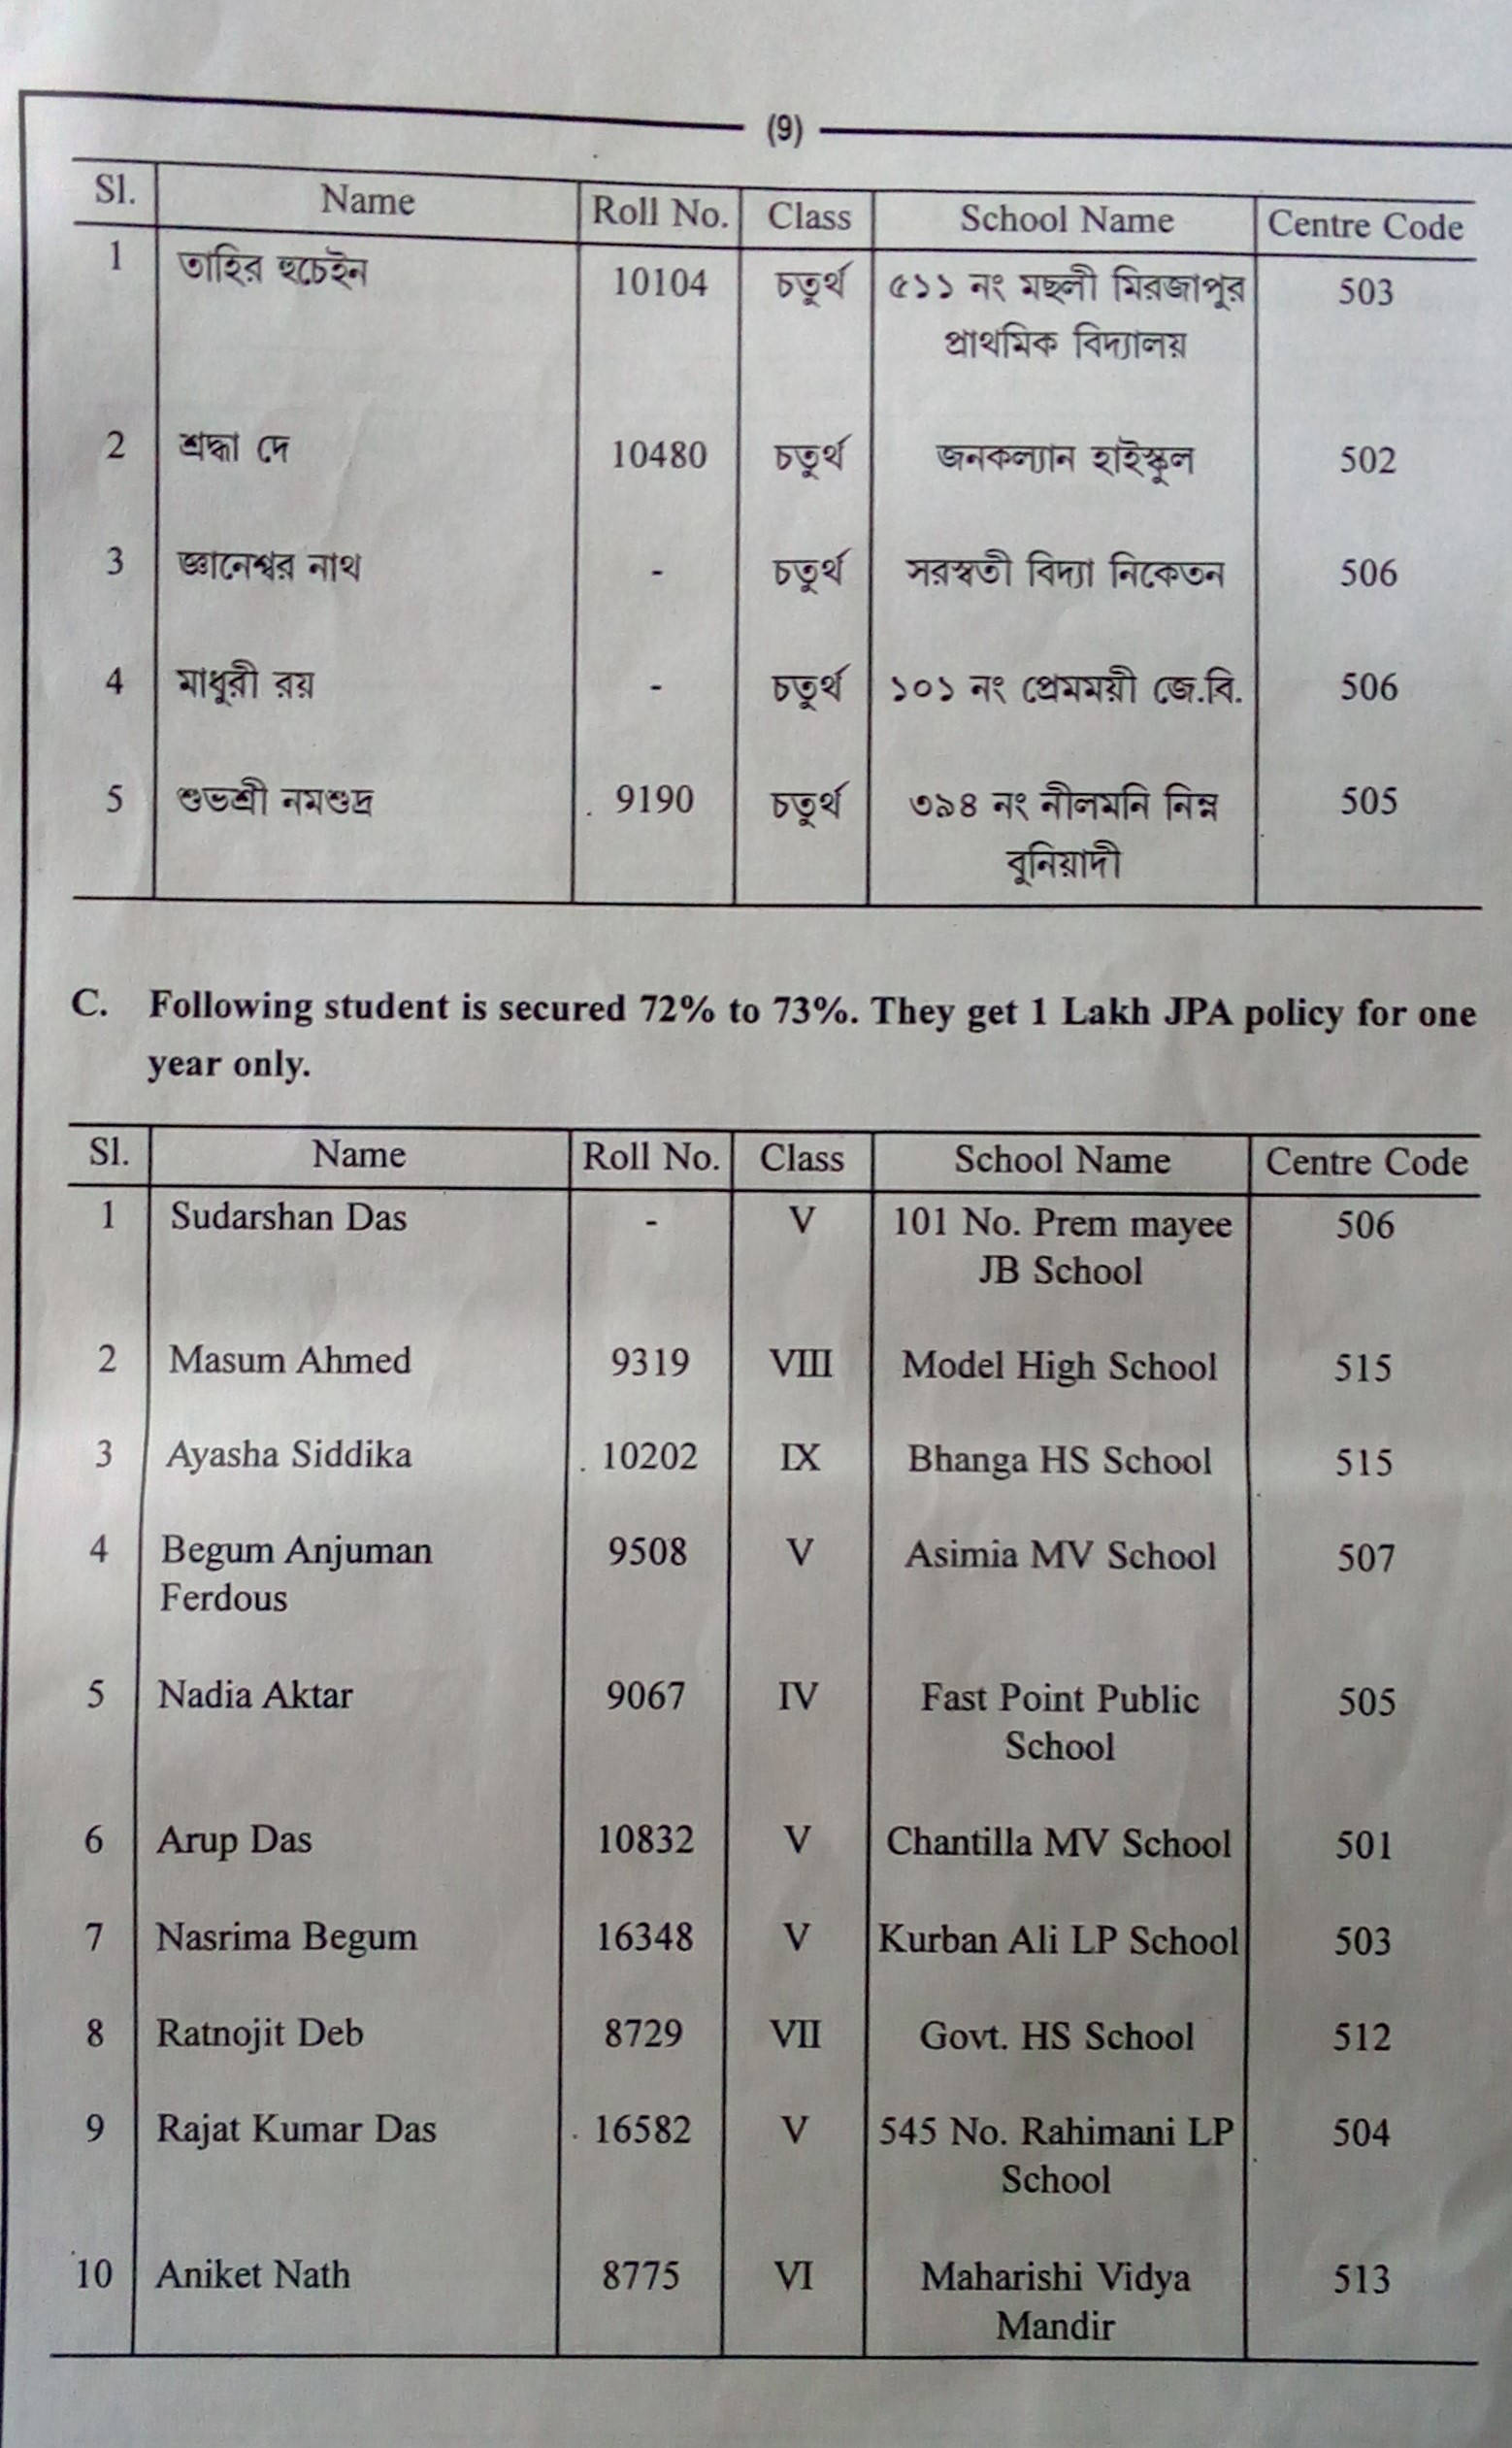 (9)
Sl. Name Roll No. Class School Name Centre Code
1 তাহির হুচেইন 10104 চতুর্থ ৫১১ নং মছলী মিরজাপুর 503
প্রাথমিক বিদ্যালয়
2 শ্রদ্ধা দে 10480 চতুর্থ জনকল্যান হাইস্কুল 502
3 জ্ঞানেশ্বর নাথ - চতুর্থ সরস্বতী বিদ্যা নিকেতন 506
4 মাধুরী রয় - চতুর্থ ১০১ নং প্রেমময়ী জে.বি. 506
5 শুভশ্রী নমশুদ্র 9190 চতুর্থ ৩৯৪ নং নীলমনি নিম্ন 505
বুনিয়াদী
C. Following student is secured 72% to 73%. They get 1 Lakh JPA policy for one
year only.
Sl. Name Roll No. Class School Name Centre Code
1 Sudarshan Das - V 101 No. Prem mayee 506
JB School
2 Masum Ahmed 9319 VIII Model High School 515
3 Ayasha Siddika 10202 IX Bhanga HS School 515
4 Begum Anjuman 9508 V Asimia MV School 507
Ferdous
5 Nadia Aktar 9067 IV Fast Point Public 505
School
6 Arup Das 10832 V Chantilla MV School 501
7 Nasrima Begum 16348 V Kurban Ali LP School 503
8 Ratnojit Deb 8729 VII Govt. HS School 512
9 Rajat Kumar Das 16582 V 545 No. Rahimani LP 504
School
10 Aniket Nath 8775 VI Maharishi Vidya 513
Mandir